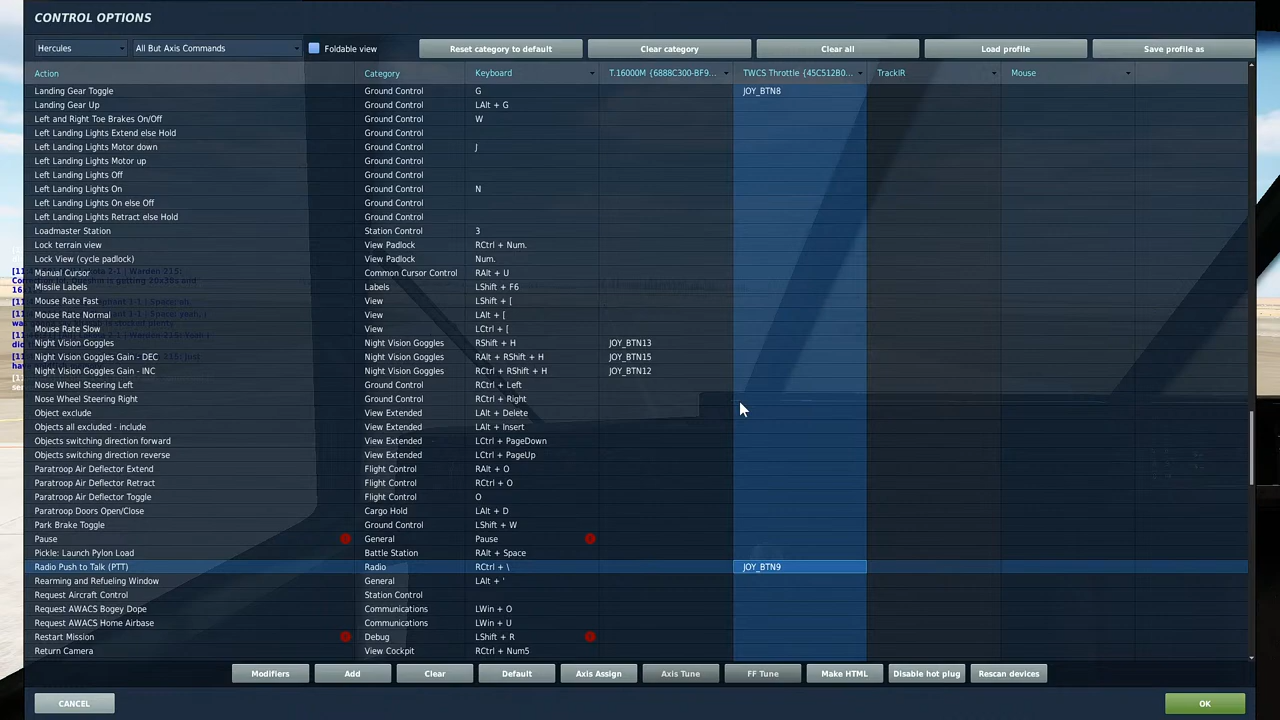 CONTROL OPTIONS
Hercules All But Axis Commands Foldable view Reset category to default Clear category Clear all Load profile Save profile as
Action Category Keyboard T.16000M {6888C300-BF9... TWCS Throttle {45C512B0... TrackIR Mouse
Landing Gear Toggle Ground Control G JOY_BTN8
Landing Gear Up Ground Control LAlt + G
Left and Right Toe Brakes On/Off Ground Control W
Left Landing Lights Extend else Hold Ground Control
Left Landing Lights Motor down Ground Control J
Left Landing Lights Motor up Ground Control
Left Landing Lights Off Ground Control
Left Landing Lights On Ground Control N
Left Landing Lights On else Off Ground Control
Left Landing Lights Retract else Hold Ground Control
Loadmaster Station Station Control 3
Lock terrain view View Padlock RCtrl + Num.
Lock View (cycle padlock) View Padlock Num.
Manual Cursor Common Cursor Control RAlt + U
Missile Labels Labels LShift + F6
Mouse Rate Fast View LShift + [
Mouse Rate Normal View LAlt + [
Mouse Rate Slow View LCtrl + [
Night Vision Goggles Night Vision Goggles RShift + H JOY_BTN13
Night Vision Goggles Gain - DEC Night Vision Goggles RAlt + RShift + H JOY_BTN15
Night Vision Goggles Gain - INC Night Vision Goggles RCtrl + RShift + H JOY_BTN12
Nose Wheel Steering Left Ground Control RCtrl + Left
Nose Wheel Steering Right Ground Control RCtrl + Right
Object exclude View Extended LAlt + Delete
Objects all excluded - include View Extended LAlt + Insert
Objects switching direction forward View Extended LCtrl + PageDown
Objects switching direction reverse View Extended LCtrl + PageUp
Paratroop Air Deflector Extend Flight Control RAlt + O
Paratroop Air Deflector Retract Flight Control RCtrl + O
Paratroop Air Deflector Toggle Flight Control O
Paratroop Doors Open/Close Cargo Hold LAlt + D
Park Brake Toggle Ground Control LShift + W
Pause General Pause
Pickle: Launch Pylon Load Battle Station RAlt + Space
Radio Push to Talk (PTT) Radio RCtrl + \ JOY_BTN9
Rearming and Refueling Window General LAlt + '
Request Aircraft Control Station Control
Request AWACS Bogey Dope Communications LWin + O
Request AWACS Home Airbase Communications LWin + U
Restart Mission Debug LShift + R
Return Camera View Cockpit RCtrl + Num5
Modifiers Add Clear Default Axis Assign Axis Tune FF Tune Make HTML Disable hot plug Rescan devices
CANCEL OK